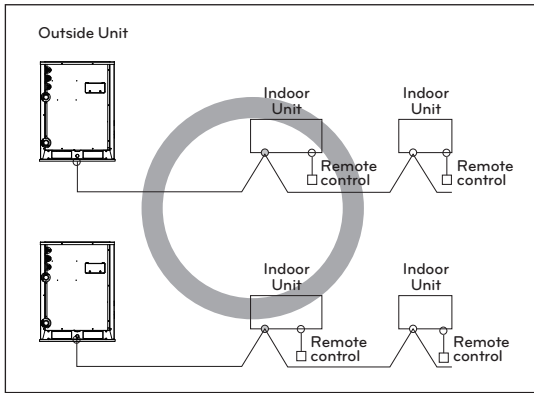 Outside Unit
Indoor
Unit
Indoor
Unit
Remote
control
Remote
control
Indoor
Unit
Indoor
Unit
Remote
control
Remote
control